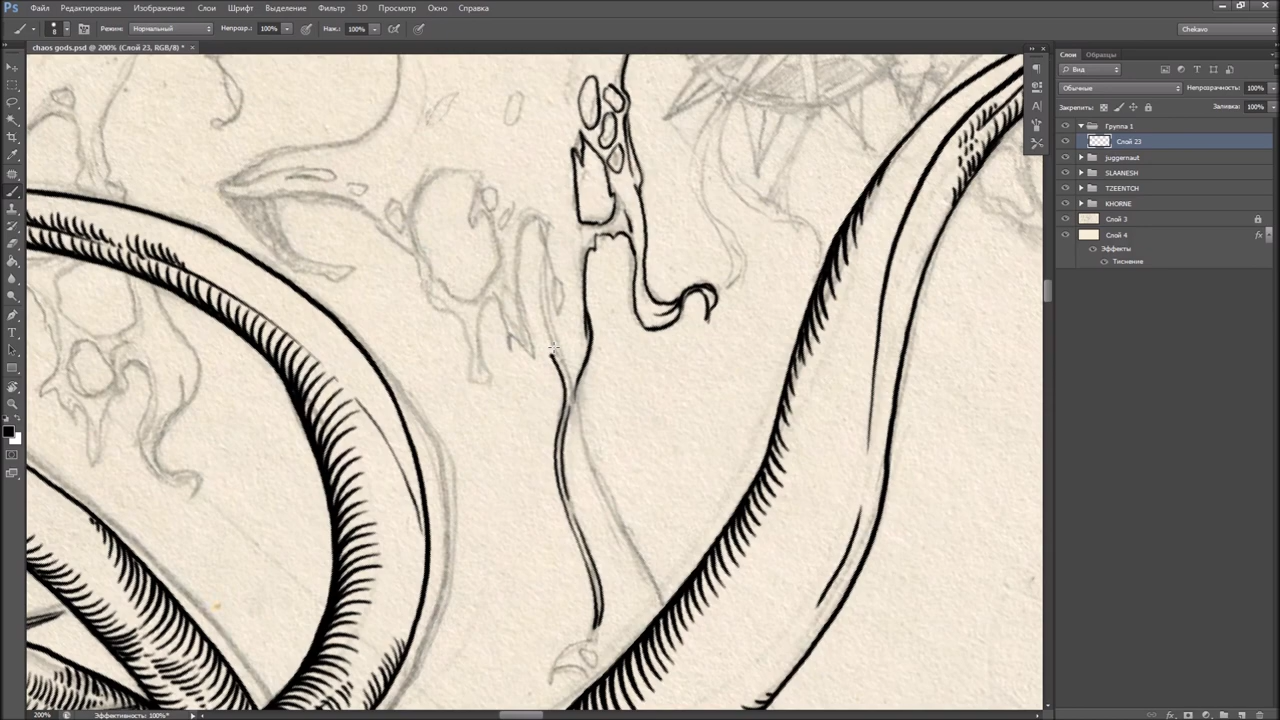 Ps Файл Редактирование Изображение Слои Шрифт Выделение Фильтр 3D Просмотр Окно Справка
8 Режим: Нормальный Непрозр.: 100% Наж.: 100% Chekavo
chaos gods.psd @ 200% (Слой 23, RGB/8) * ×
Слои Образцы
Вид
Обычные Непрозрачность: 100%
Закрепить: Заливка: 100%
Группа 1
Слой 23
juggernaut
SLAANESH
TZEENTCH
KHORNE
Слой 3
Слой 4 fx
Эффекты
Тиснение
200% Эффективность: 100%*